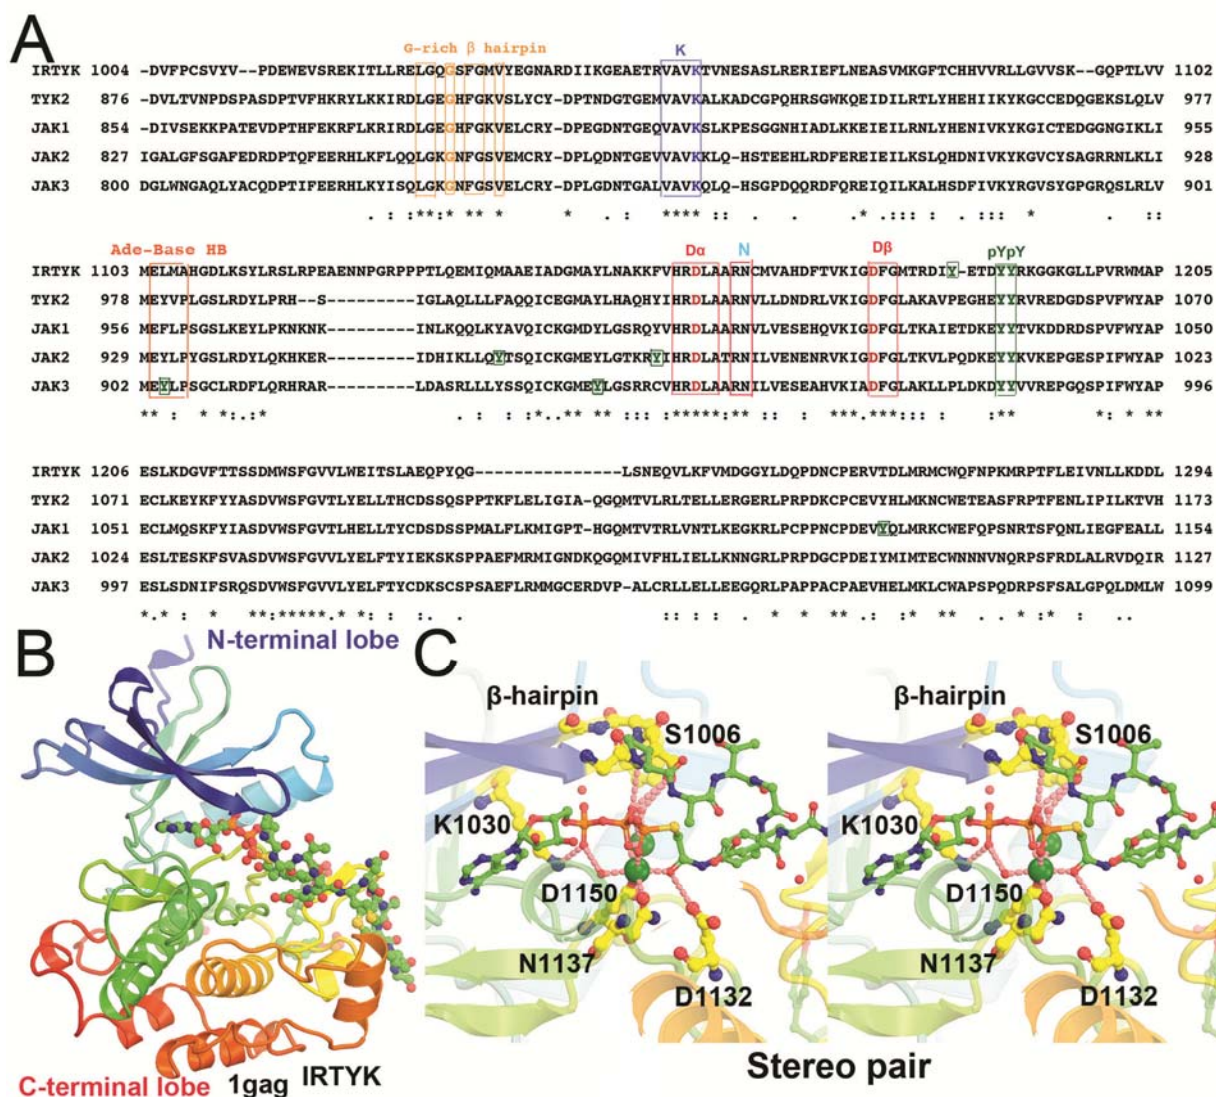 A
G-rich β hairpin K
IRTYK 1004 -DVFPCSVYV--PDEWEVSREKITLLRELGQGSFGMVYEGNARDIIKGEAETRVAVKTVNESASLRERIEFLNEASVMKGFTCHHVVRLLGVVSK--GQPTLVV 1102
TYK2 876 -DVLTVNPDSPASDPTVFHKRYLKKIRDLGEGHFGKVSLYCY-DPTNDGTGEMVAVKALKADCGPQHRSGWKQEIDILRTLYHEHIIKYKGCCEDQGEKSLQLV 977
JAK1 854 -DIVSEKKPATEVDPTHFEKRFLKRIRDLGEGHFGKVELCRY-DPEGDNTGEQVAVKSLKPESGGNHIADLKKEIEILRNLYHENIVKYKGICTEDGGNGIKLI 955
JAK2 827 IGALGFSGAFEDRDPTQFEERHLKFLQQLGKGNFGSVEMCRY-DPLQDNTGEVVAVKKLQ-HSTEEHLRDFEREIEILKSLQHDNIVKYKGVCYSAGRRNLKLI 928
JAK3 800 DGLWNGAQLYACQDPTIFEERHLKYISQLGKGNFGSVELCRY-DPLGDNTGALVAVKQLQ-HSGPDQQRDFQREIQILKALHSDFIVKYRGVSYGPGRQSLRLV 901
. : :**:* ** * * . : **** : . . .*. ::: : .: :::: * . ::
Ade-Base HB Dα N Dβ pYpY
IRTYK 1103 MELMAHGDLKSYLRSLRPEAENNPGRPPPTLQEMIQMAAEIADGMAYLNAKKFVHRDLAARNCMVAHDFTVKIGDFGMTRDIY-ETDYYRKGGKGLLPVRWMAP 1205
TYK2 978 MEYVPLGSLRDYLPRH--S----------IGLAQLLLFAQQICEGMAYLHAQHYIHRDLAARNVLLDNDRLVKIGDFGLAKAVPEGHEYYRVREDGDSPVFWYAP 1070
JAK1 956 MEFLPSGSLKEYLPKNKNK----------INLKQQLKYAVQICKGMDYLGSRQYVHRDLAARNVLVESEHQVKIGDFGLTKAIETDKEYYTVKDDRDSPVFWYAP 1050
JAK2 929 MEYLPYGSLRDYLQKHKER----------IDHIKLLQYTSQICKGMEYLGTKRYIHRDLATRNILVENENRVKIGDFGLTKVLPQDKEYYKVKEPGESPIFWYAP 1023
JAK3 902 MEYLPSGCLRDFLQRHRAR----------LDASRLLLYSSQICKGMEYLGSRRCVHRDLAARNILVESEAHVKIADFGLAKLLPLDKDYYVVREPGQSPIFWYAP 996
** : * *:.:* . : :: :*..** ** :: :****:** :: .: ***.***::: : :** : *: * **
IRTYK 1206 ESLKDGVFTTSSDMWSFGVVLWEITSLAEQPYQG---------------LSNEQVLKFVMDGGYLDQPDNCPERVTDLMRMCWQFNPKMRPTFLEIVNLLKDDL 1294
TYK2 1071 ECLKEYKFYYASDVWSFGVTLYELLTHCDSSQSPPTKFLELIGIA-QGQMTVLRLTELLERGERLPRPDKCPCEVYHLMKNCWETEASFRPTFENLIPILKTVH 1173
JAK1 1051 ECLMQSKFYIASDVWSFGVTLHELLTYCDSDSSPMALFLKMIGPT-HGQMTVTRLVNTLKEGKRLPCPPNCPDEVYQLMRKCWEFQPSNRTSFQNLIEGFEALL 1154
JAK2 1024 ESLTESKFSVASDVWSFGVVLYELFTYIEKSKSPPAEFMRMIGNDKQGQMIVFHLIELLKNNGRLPRPDGCPDEIYMIMTECWNNNVNQRPSFRDLALRVDQIR 1127
JAK3 997 ESLSDNIFSRQSDVWSFGVVLYELFTYCDKSCSPSAEFLRMMGCERDVP-ALCRLLELLEEGQRLPAPPACPAEVHELMKLCWAPSPQDRPSFSALGPQLDMLW 1099
*.* : * **:*****.* *: : : . :: : . * * ** .: :* ** . *.:* : ..
B
N-terminal lobe
C-terminal lobe 1gag IRTYK
C
β-hairpin
S1006
K1030
D1150
N1137
D1132
β-hairpin
S1006
K1030
D1150
N1137
D1132
Stereo pair